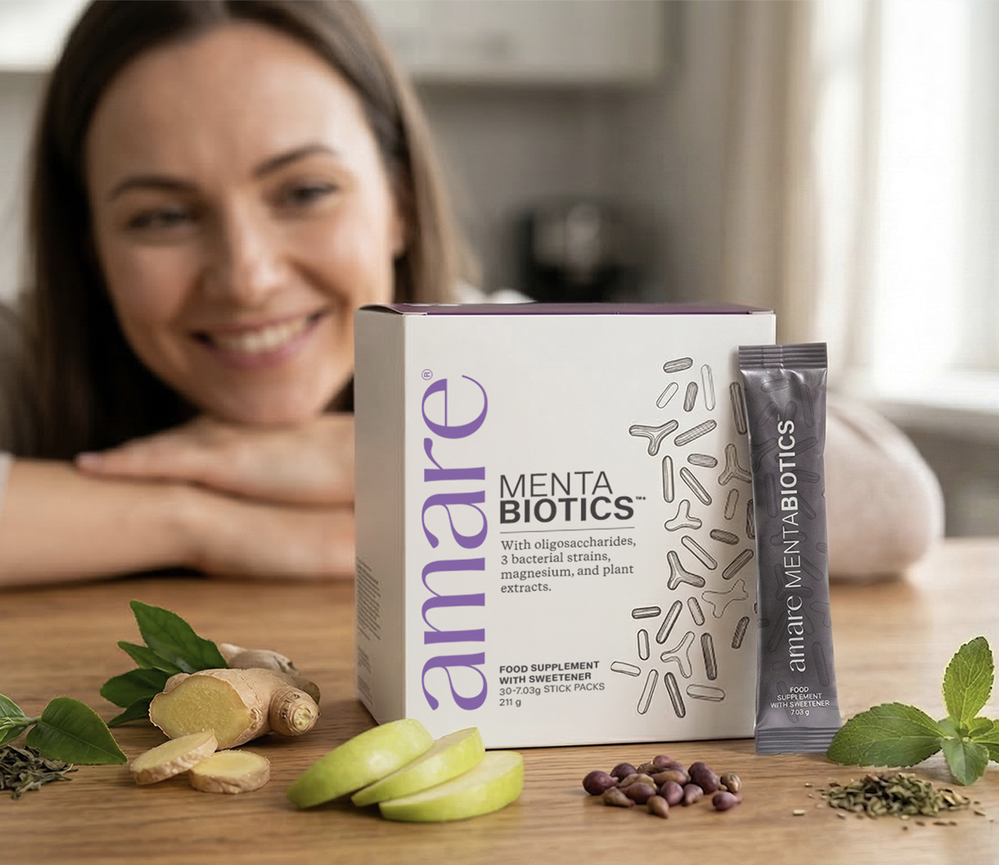 amare®
MENTA
BIOTICS™*
With oligosaccharides,
3 bacterial strains,
magnesium, and plant
extracts.
FOOD SUPPLEMENT
WITH SWEETENER
30-7.03g STICK PACKS
211 g
amare MENTABIOTICS™
FOOD
SUPPLEMENT
WITH SWEETENER
7.03 g